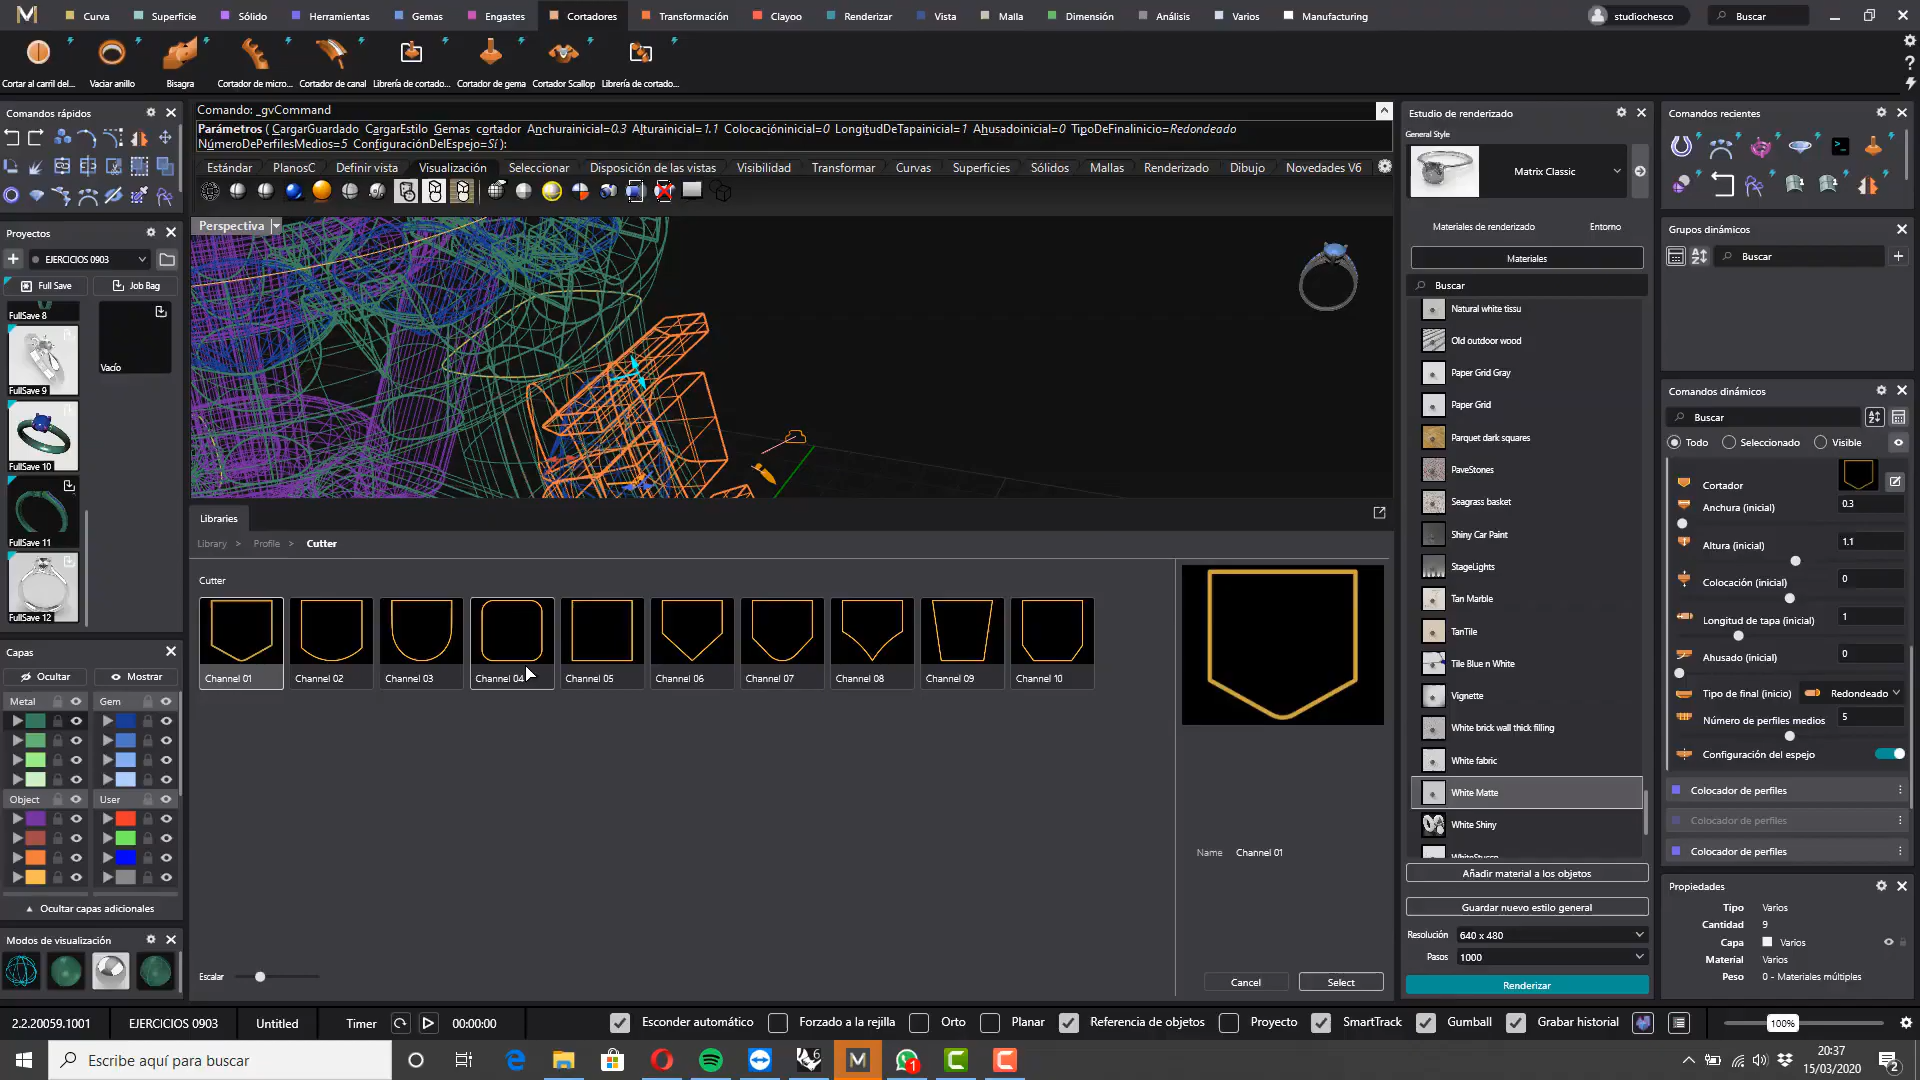 Curva Superficie Sólido Herramientas Gemas Engastes Cortadores Transformación Clayoo Renderizar Vista Malla Dimensión Análisis Varios Manufacturing studiochesco Buscar
Cortar al carril del... Vaciar anillo Bisagra Cortador de micro... Cortador de canal Librería de cortado... Cortador de gema Cortador Scallop Librería de cortado...
Comandos rápidos
Comando: _gvCommand
Parámetros ( CargarGuardado CargarEstilo Gemas cortador Anchurainicial=0.3 Alturainicial=1.1 Colocacióninicial=0 LongitudDeTapainicial=1 Ahusadoinicial=0 TipoDeFinalinicio=Redondeado
NúmeroDePerfilesMedios=5 ConfiguraciónDelEspejo=Sí ):
Estándar PlanosC Definir vista Visualización Seleccionar Disposición de las vistas Visibilidad Transformar Curvas Superficies Sólidos Mallas Renderizado Dibujo Novedades V6
Perspectiva
Proyectos
EJERCICIOS 0903
Full Save Job Bag
FullSave 8
FullSave 9
Vacío
FullSave 10
FullSave 11
FullSave 12
Capas
Ocultar Mostrar
Metal Gem
Object User
Ocultar capas adicionales
Modos de visualización
Libraries
Library > Profile > Cutter
Cutter
Channel 01 Channel 02 Channel 03 Channel 04 Channel 05 Channel 06 Channel 07 Channel 08 Channel 09 Channel 10
Name Channel 01
Escalar
Cancel Select
Estudio de renderizado
General Style
Matrix Classic
Materiales de renderizado Entorno
Materiales
Buscar
Natural white tissu
Old outdoor wood
Paper Grid Gray
Paper Grid
Parquet dark squares
PaveStones
Seagrass basket
Shiny Car Paint
StageLights
Tan Marble
TanTile
Tile Blue n White
Vignette
White brick wall thick filling
White fabric
White Matte
White Shiny
Añadir material a los objetos
Guardar nuevo estilo general
Resolución 640 x 480
Pasos 1000
Renderizar
Comandos recientes
Grupos dinámicos
Buscar
Comandos dinámicos
Buscar
Todo Seleccionado Visible
Cortador
Anchura (inicial) 0.3
Altura (inicial) 1.1
Colocación (inicial) 0
Longitud de tapa (inicial) 1
Ahusado (inicial) 0
Tipo de final (inicio) Redondeado
Número de perfiles medios 5
Configuración del espejo
Colocador de perfiles
Colocador de perfiles
Colocador de perfiles
Propiedades
Tipo Varios
Cantidad 9
Capa Varios
Material Varios
Peso 0 - Materiales múltiples
2.2.20059.1001 EJERCICIOS 0903 Untitled Timer 00:00:00 Esconder automático Forzado a la rejilla Orto Planar Referencia de objetos Proyecto SmartTrack Gumball Grabar historial 100%
Escribe aquí para buscar
20:37
15/03/2020